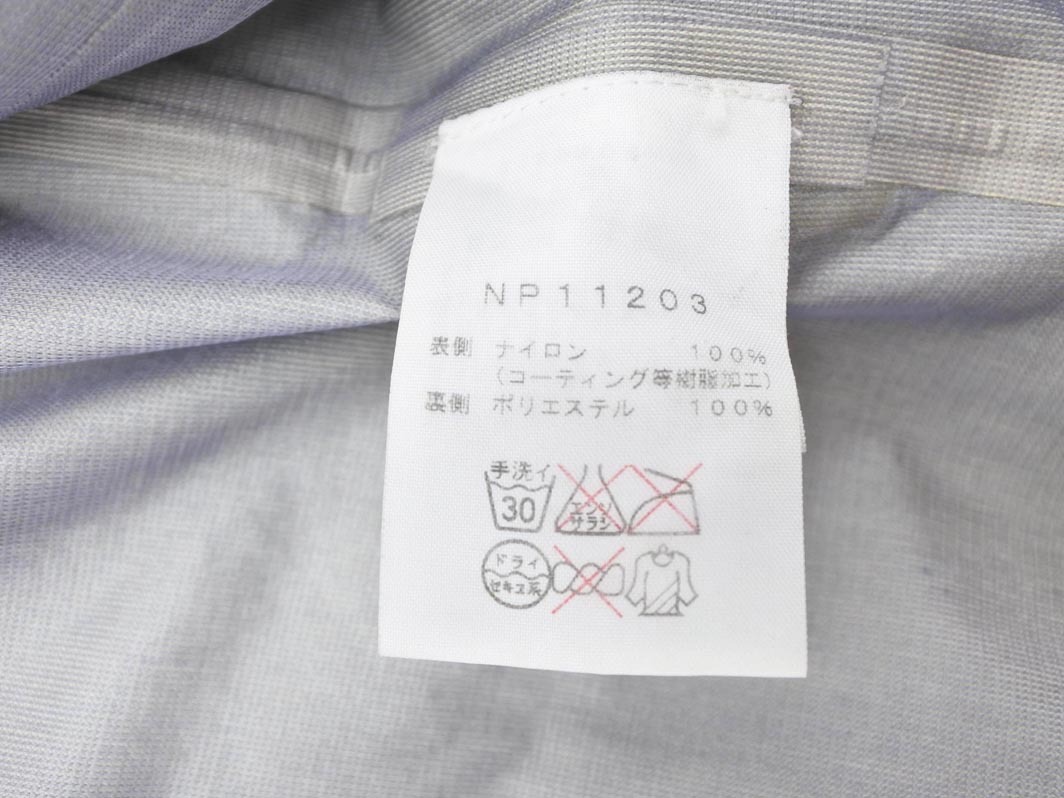 NP11203
表側 ナイロン 100%
(コーティング等樹脂加工)
裏側 ポリエステル 100%
手洗イ
30
エンソ
サラシ
ドライ
セキユ系